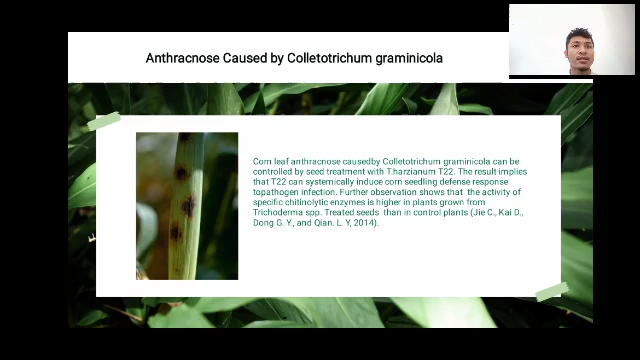 Anthracnose Caused by Colletotrichum graminicola
Corn leaf anthracnose causedby Colletotrichum graminicola can be
controlled by seed treatment with T.harzianum T22. The result implies
that T22 can systemically induce corn seedling defense response
topathogen infection. Further observation shows that the activity of
specific chitinolytic enzymes is higher in plants grown from
Trichoderma spp. Treated seeds than in control plants (Jie C., Kai D.,
Dong G. Y., and Qian. L. Y, 2014).